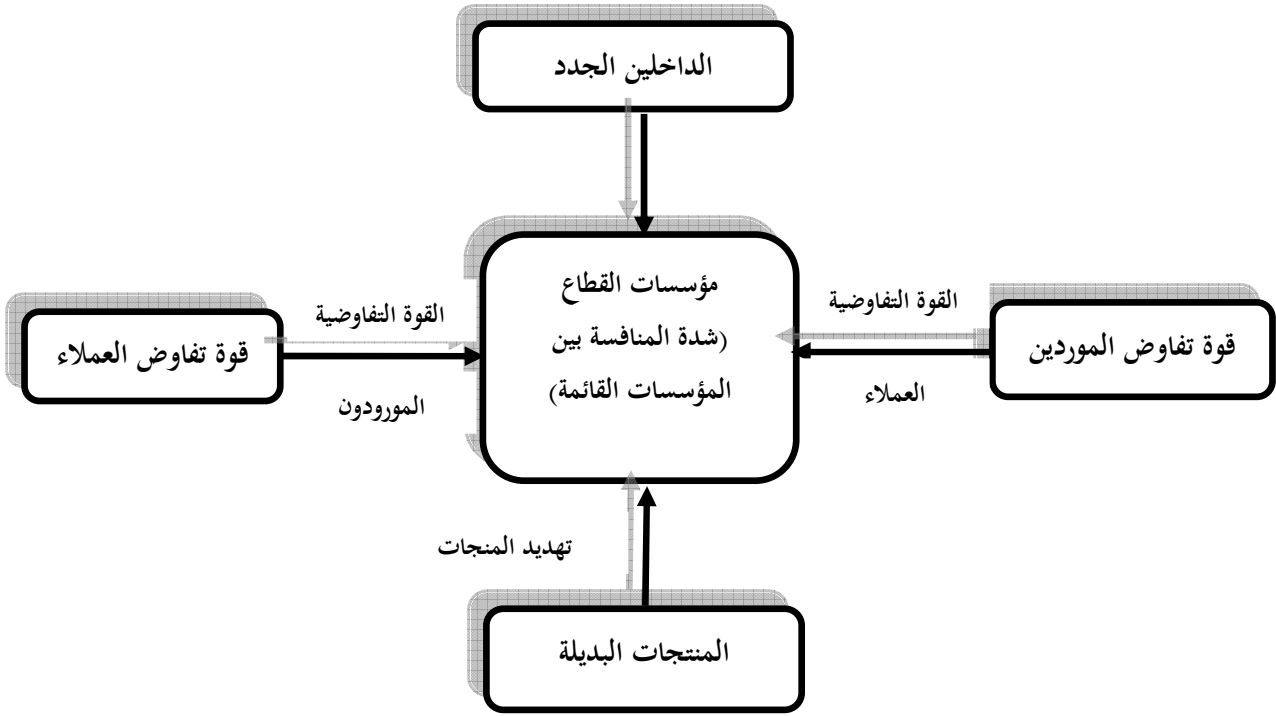 الداخلين الجدد
مؤسسات القطاع
(شدة المنافسة بين
المؤسسات القائمة)
القوة التفاوضية
قوة تفاوض الموردين
العملاء
القوة التفاوضية
قوة تفاوض العملاء
المورودون
تهديد المنجات
المنتجات البديلة